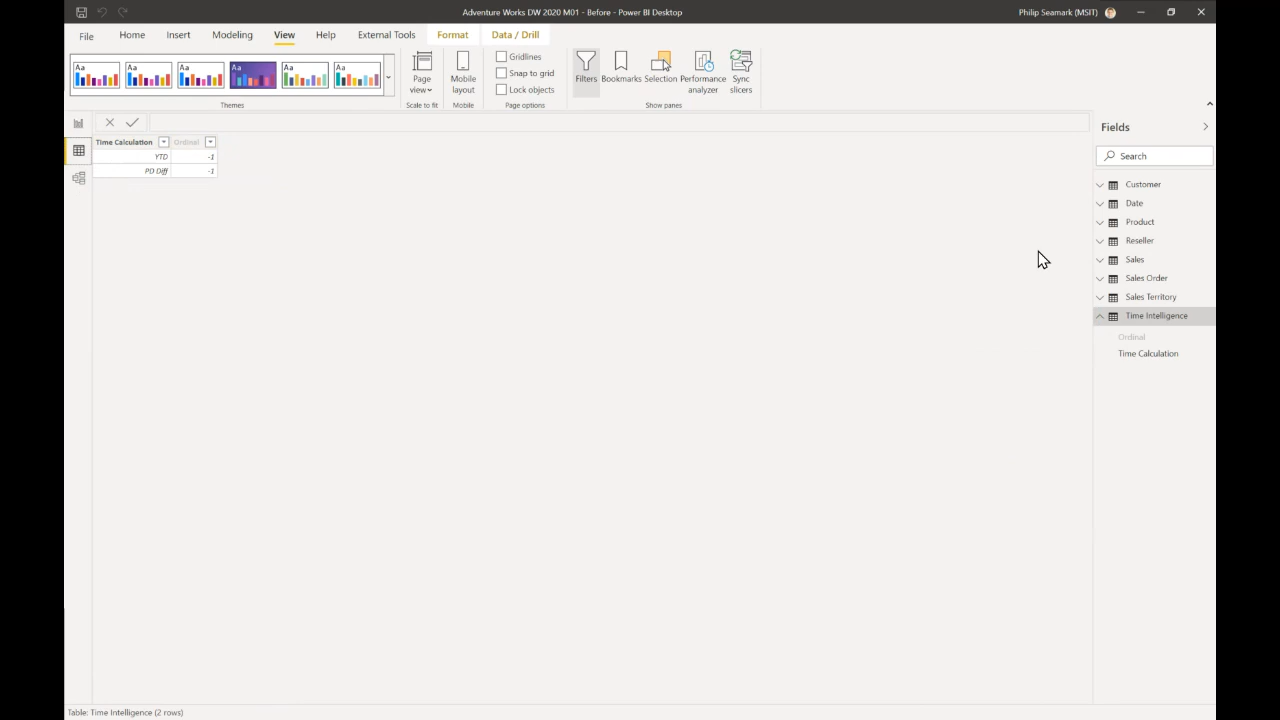 Adventure Works DW 2020 M01 - Before - Power BI Desktop
Philip Seamark (MSIT)
File Home Insert Modeling View Help External Tools Format Data / Drill
Aa Aa Aa Aa Aa Aa
Themes
Page view
Scale to fit
Mobile layout
Mobile
Gridlines
Snap to grid
Lock objects
Page options
Filters
Bookmarks
Selection
Performance analyzer
Sync slicers
Show panes
Time Calculation Ordinal
YTD -1
PD Diff -1
Fields
Search
Customer
Date
Product
Reseller
Sales
Sales Order
Sales Territory
Time Intelligence
Ordinal
Time Calculation
Table: Time Intelligence (2 rows)